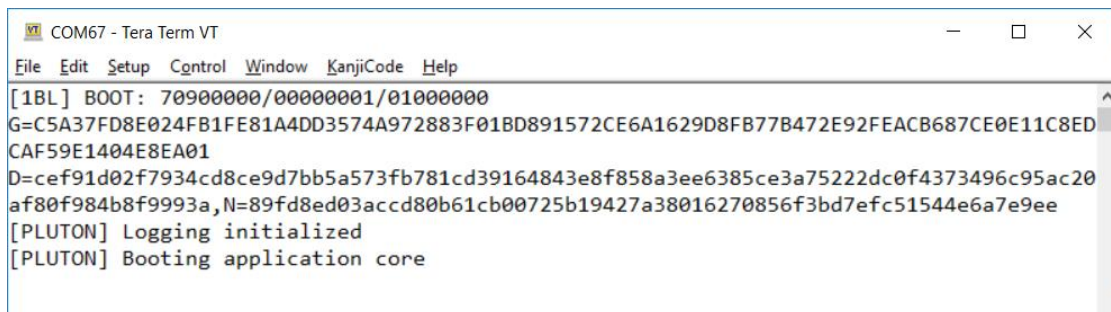 COM67 - Tera Term VT
File Edit Setup Control Window KanjiCode Help
[1BL] BOOT: 70900000/00000001/01000000
G=C5A37FD8E024FB1FE81A4DD3574A972883F01BD891572CE6A1629D8FB77B472E92FEACB687CE0E11C8ED
CAF59E1404E8EA01
D=cef91d02f7934cd8ce9d7bb5a573fb781cd39164843e8f858a3ee6385ce3a75222dc0f4373496c95ac20
af80f984b8f9993a,N=89fd8ed03accd80b61cb00725b19427a38016270856f3bd7efc51544e6a7e9ee
[PLUTON] Logging initialized
[PLUTON] Booting application core